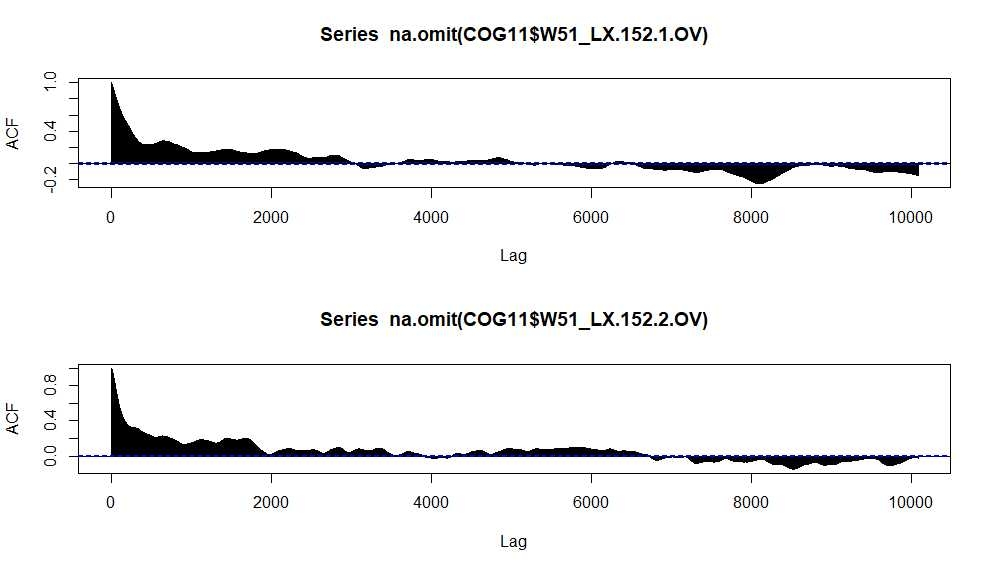 Series na.omit(COG11$W51_LX.152.1.OV)
ACF
-0.2 0.4 1.0
0 2000 4000 6000 8000 10000
Lag
Series na.omit(COG11$W51_LX.152.2.OV)
ACF
0.0 0.4 0.8
0 2000 4000 6000 8000 10000
Lag